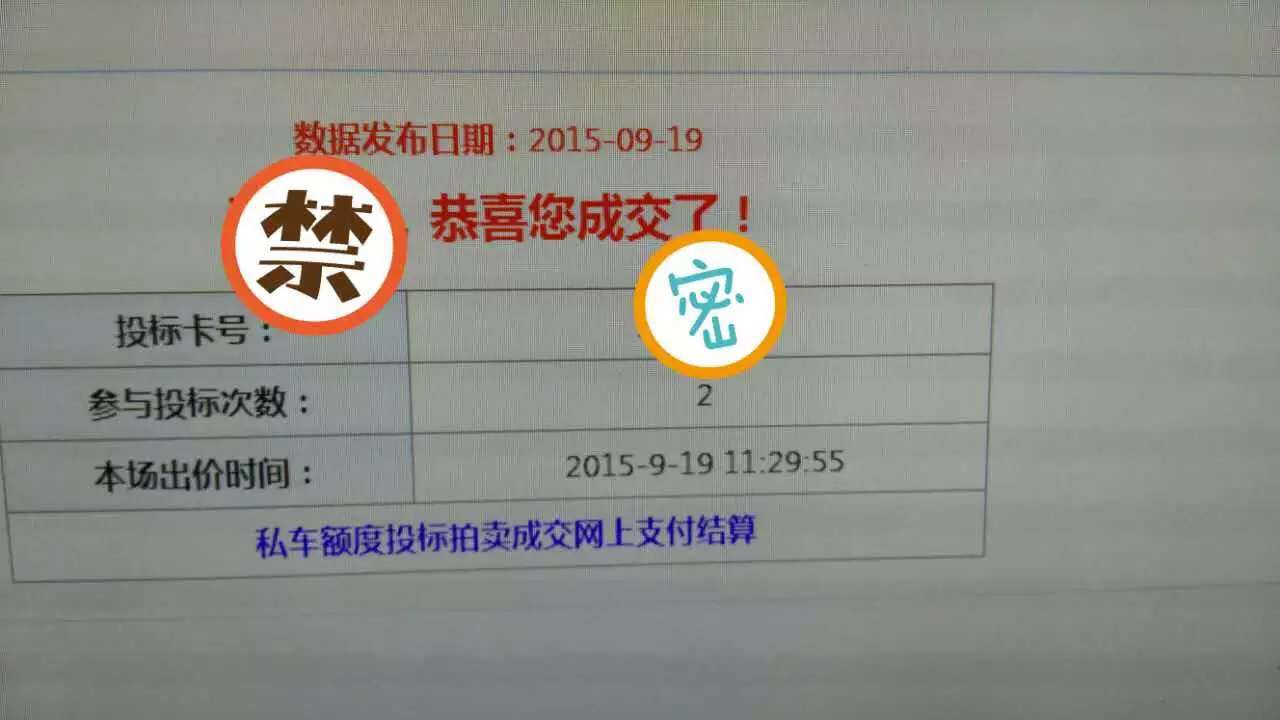 数据发布日期：2015-09-19
禁
恭喜您成交了！
密
投标卡号：
参与投标次数： 2
本场出价时间： 2015-9-19 11:29:55
私车额度投标拍卖成交网上支付结算